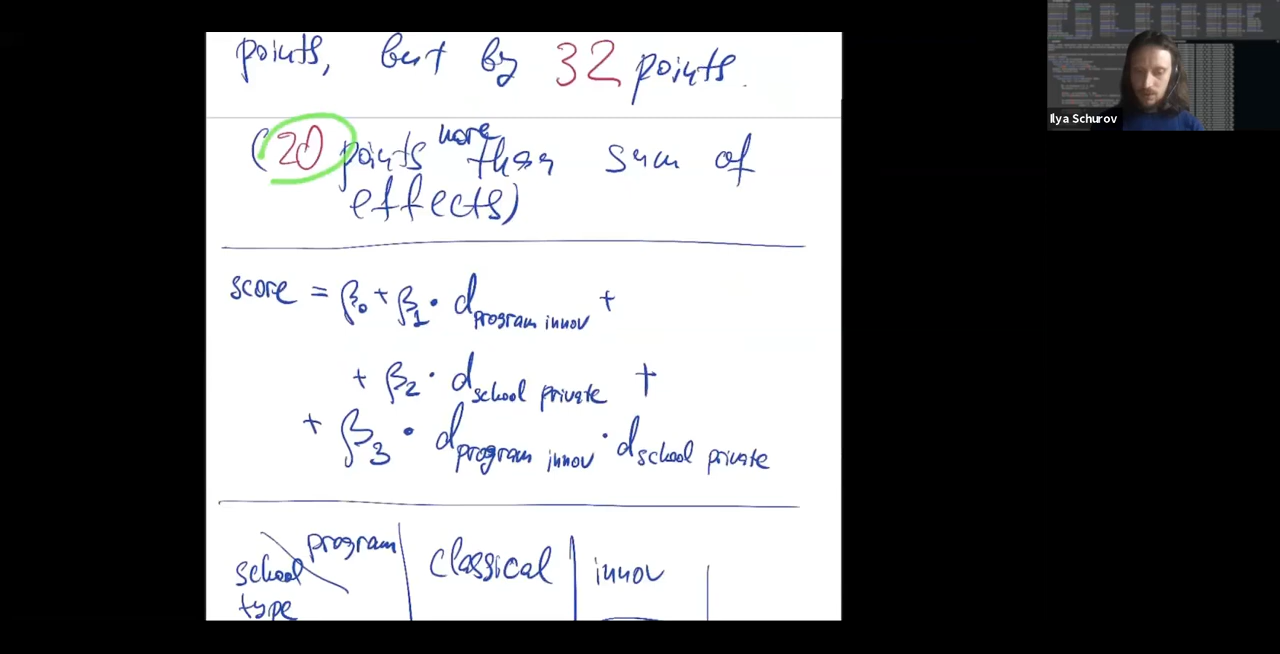 points, but by 32 points.
(20 points more than sum of
effects)
score = β₀ + β₁ · d program innov +
+ β₂ · d school private +
+ β₃ · d program innov · d school private
program
school
type
classical
innov
Ilya Schurov